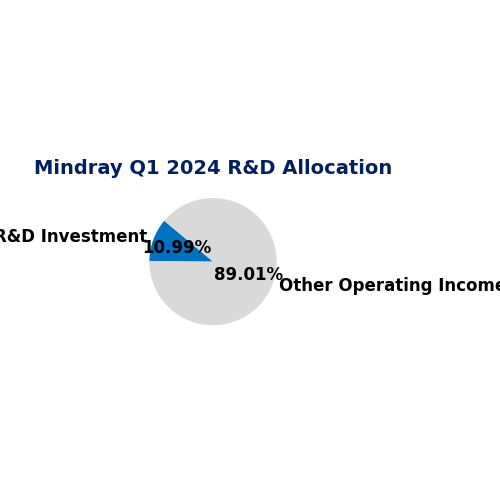 Mindray Q1 2024 R&D Allocation
R&D Investment
10.99%
89.01%
Other Operating Income